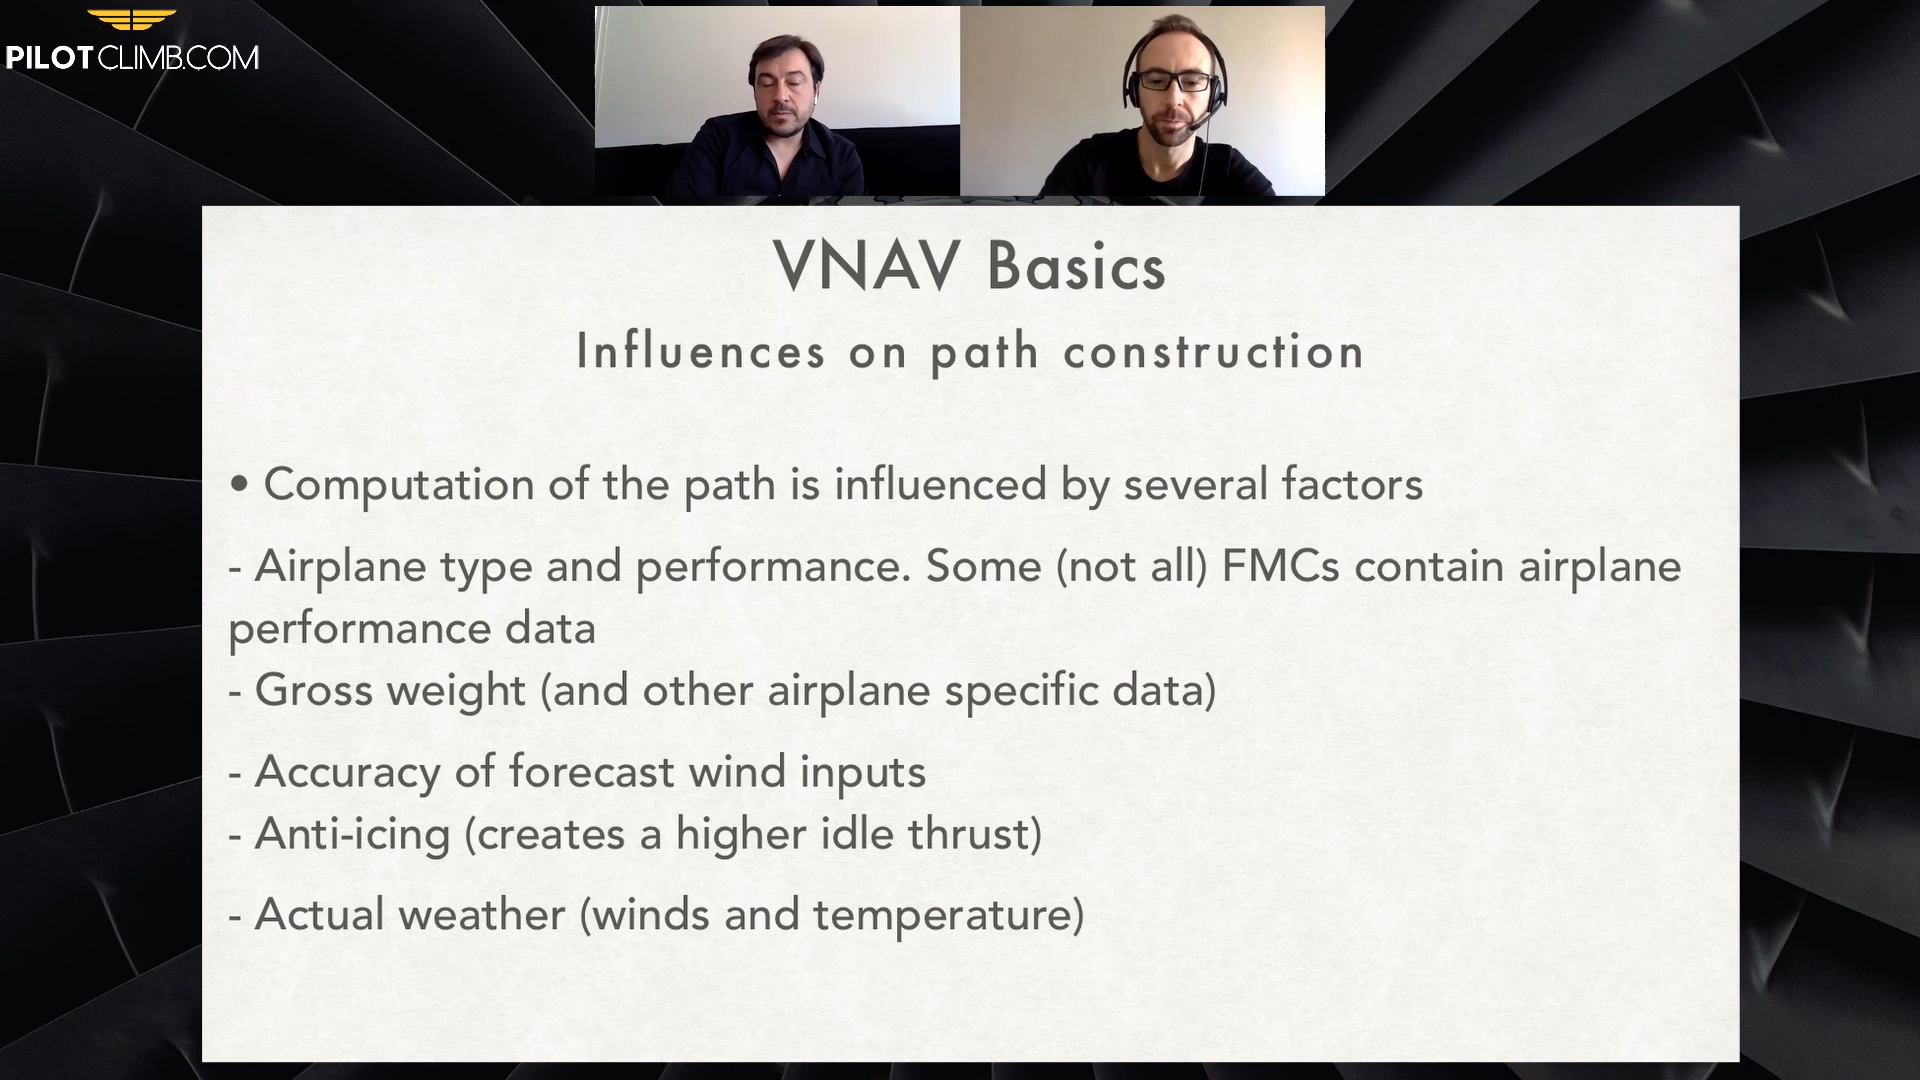 PILOTCLIMB.COM
VNAV Basics
Influences on path construction
• Computation of the path is influenced by several factors
- Airplane type and performance. Some (not all) FMCs contain airplane
performance data
- Gross weight (and other airplane specific data)
- Accuracy of forecast wind inputs
- Anti-icing (creates a higher idle thrust)
- Actual weather (winds and temperature)